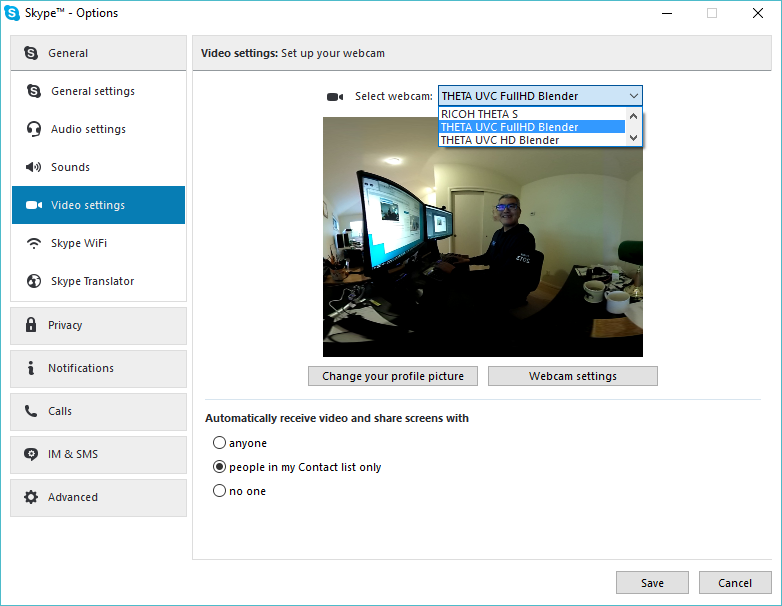 Skype™ - Options
General
General settings
Audio settings
Sounds
Video settings
Skype WiFi
Skype Translator
Privacy
Notifications
Calls
IM & SMS
Advanced
Video settings: Set up your webcam
Select webcam: THETA UVC FullHD Blender
RICOH THETA S
THETA UVC FullHD Blender
THETA UVC HD Blender
Change your profile picture
Webcam settings
Automatically receive video and share screens with
anyone
people in my Contact list only
no one
Save
Cancel